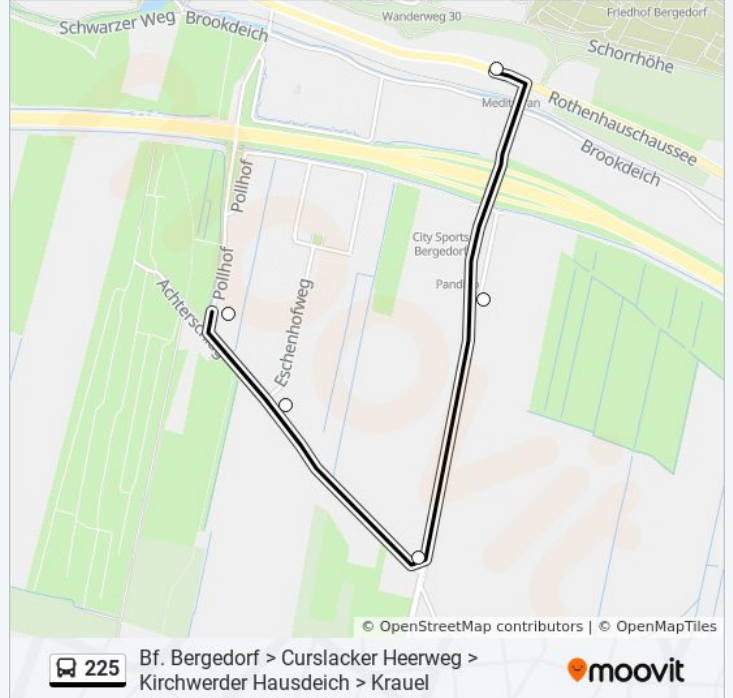 Wanderweg 30
Friedhof Bergedorf
Schwarzer Weg
Brookdeich
Schorrhöhe
Rothenhauschaussee
Brookdeich
Pollhof
City Sports
Bergedorf
Pollhof
Achterschlag
Eschenhofweg
© OpenStreetMap contributors | © OpenMapTiles
225
Bf. Bergedorf > Curslacker Heerweg >
Kirchwerder Hausdeich > Krauel
moovit